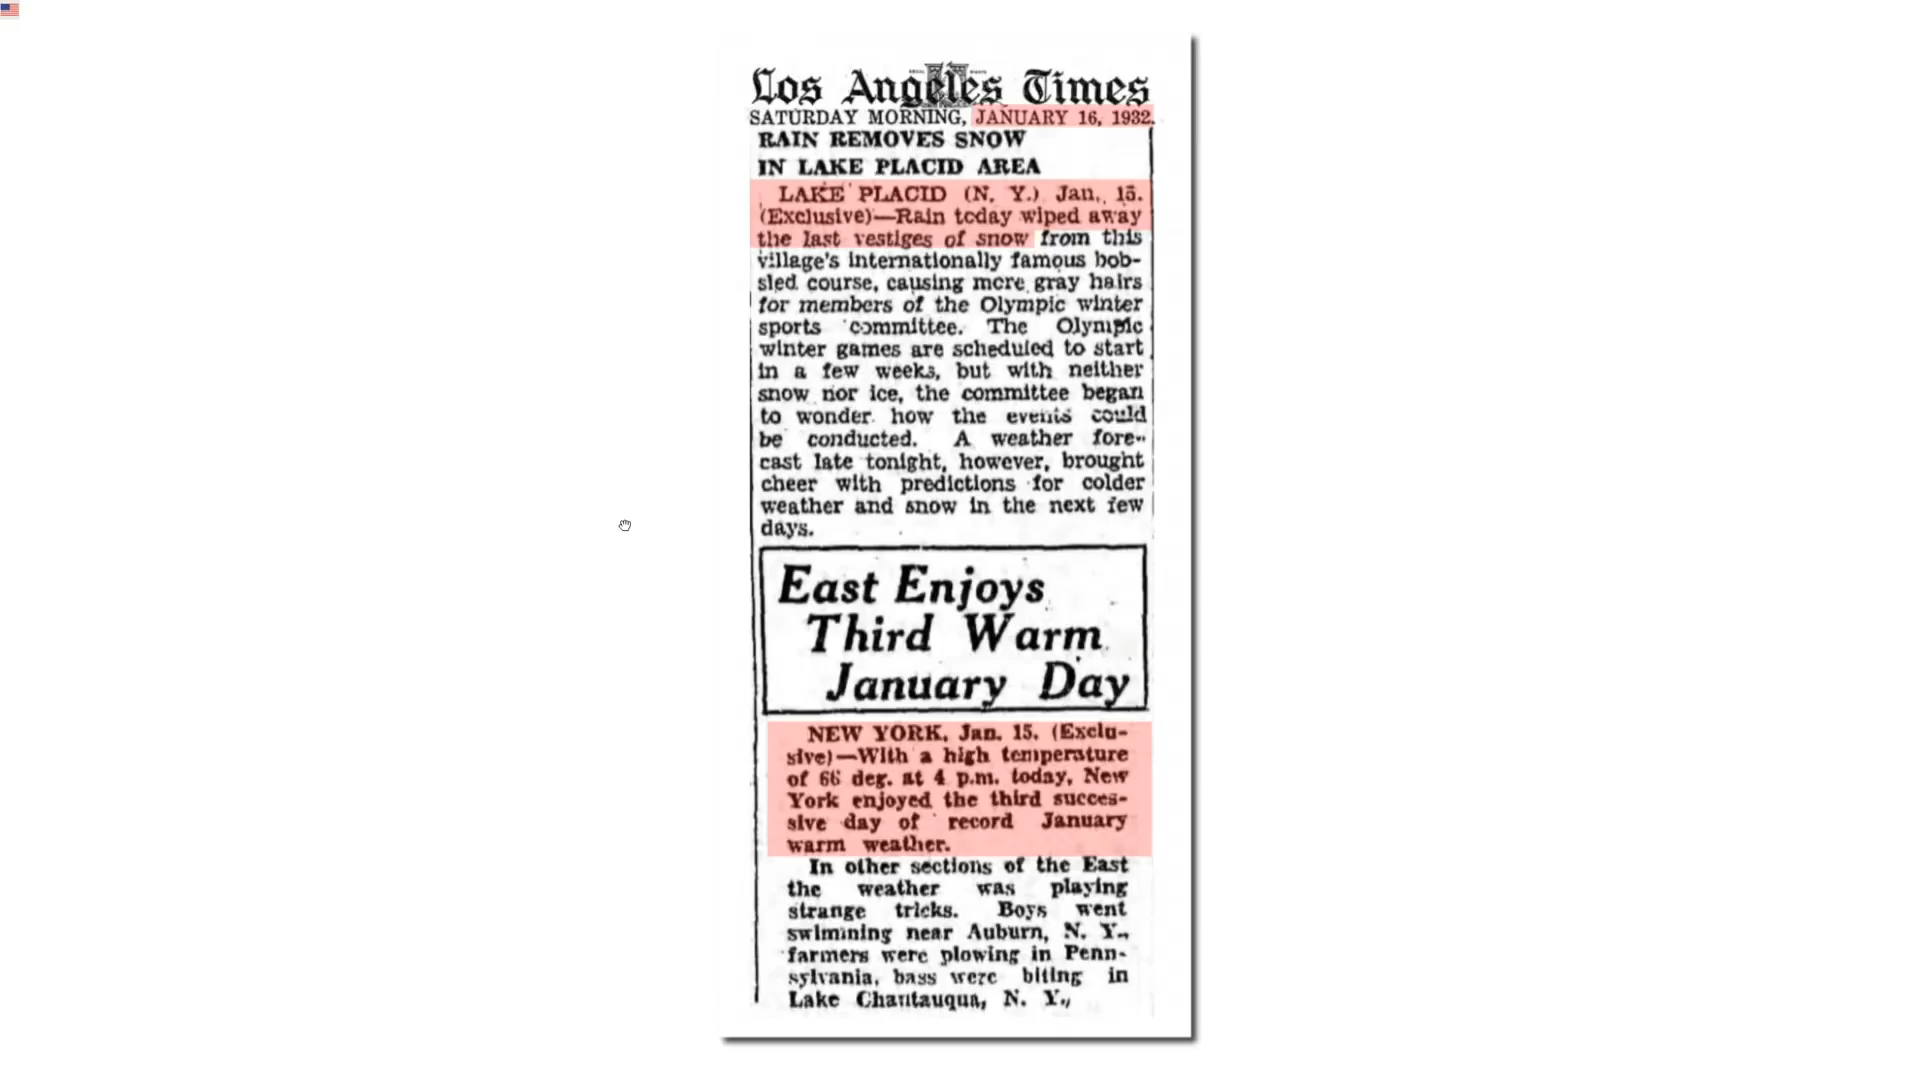 Los Angeles Times
SATURDAY MORNING, JANUARY 16, 1932.
RAIN REMOVES SNOW
IN LAKE PLACID AREA
LAKE PLACID (N. Y.) Jan. 15.
(Exclusive)—Rain today wiped away
the last vestiges of snow from this
village's internationally famous bob-
sled course, causing more gray hairs
for members of the Olympic winter
sports committee. The Olympic
winter games are scheduled to start
in a few weeks, but with neither
snow nor ice, the committee began
to wonder how the events could
be conducted. A weather fore-
cast late tonight, however, brought
cheer with predictions for colder
weather and snow in the next few
days.
East Enjoys
Third Warm
January Day
NEW YORK, Jan. 15. (Exclu-
sive)—With a high temperature
of 66 deg. at 4 p.m. today, New
York enjoyed the third succes-
sive day of record January
warm weather.
In other sections of the East
the weather was playing
strange tricks. Boys went
swimming near Auburn, N. Y.,
farmers were plowing in Penn-
sylvania, bass were biting in
Lake Chautauqua, N. Y.,